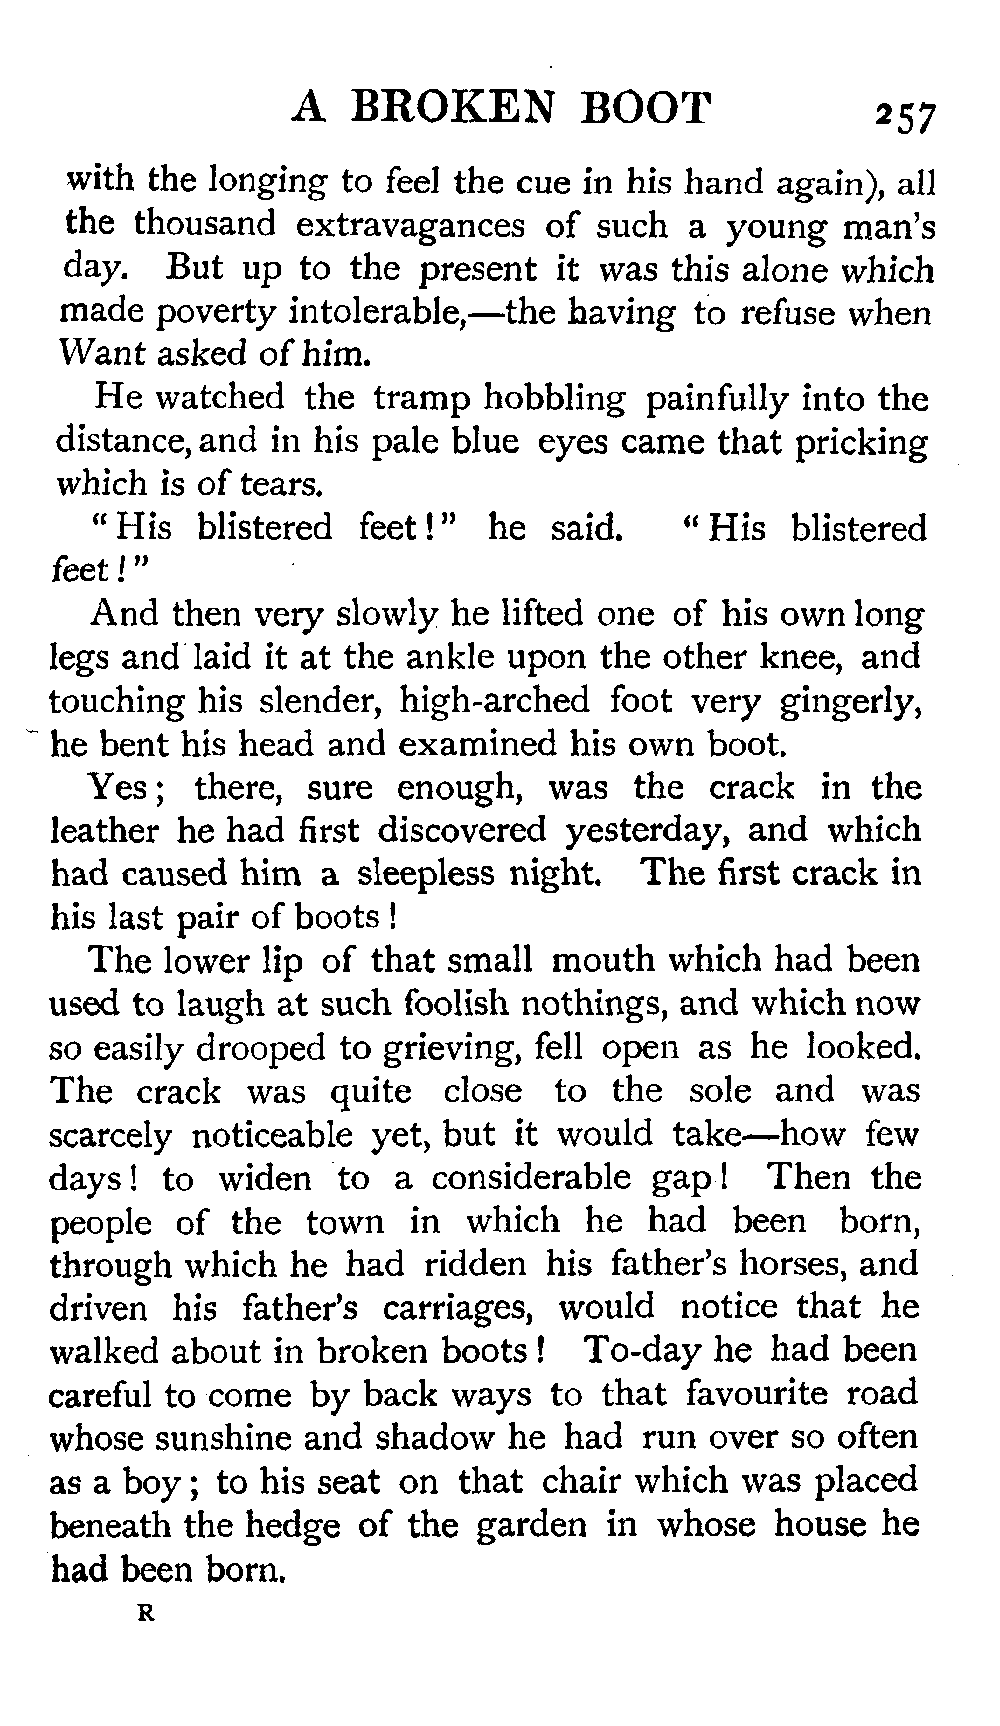 A BROKEN BOOT 257
with the longing to feel the cue in his hand again), all
the thousand extravagances of such a young man's
day. But up to the present it was this alone which
made poverty intolerable,—the having to refuse when
Want asked of him.
He watched the tramp hobbling painfully into the
distance, and in his pale blue eyes came that pricking
which is of tears.
"His blistered feet!" he said. "His blistered
feet!"
And then very slowly he lifted one of his own long
legs and laid it at the ankle upon the other knee, and
touching his slender, high-arched foot very gingerly,
he bent his head and examined his own boot.
Yes; there, sure enough, was the crack in the
leather he had first discovered yesterday, and which
had caused him a sleepless night. The first crack in
his last pair of boots!
The lower lip of that small mouth which had been
used to laugh at such foolish nothings, and which now
so easily drooped to grieving, fell open as he looked.
The crack was quite close to the sole and was
scarcely noticeable yet, but it would take—how few
days! to widen to a considerable gap! Then the
people of the town in which he had been born,
through which he had ridden his father's horses, and
driven his father's carriages, would notice that he
walked about in broken boots! To-day he had been
careful to come by back ways to that favourite road
whose sunshine and shadow he had run over so often
as a boy; to his seat on that chair which was placed
beneath the hedge of the garden in whose house he
had been born.
R